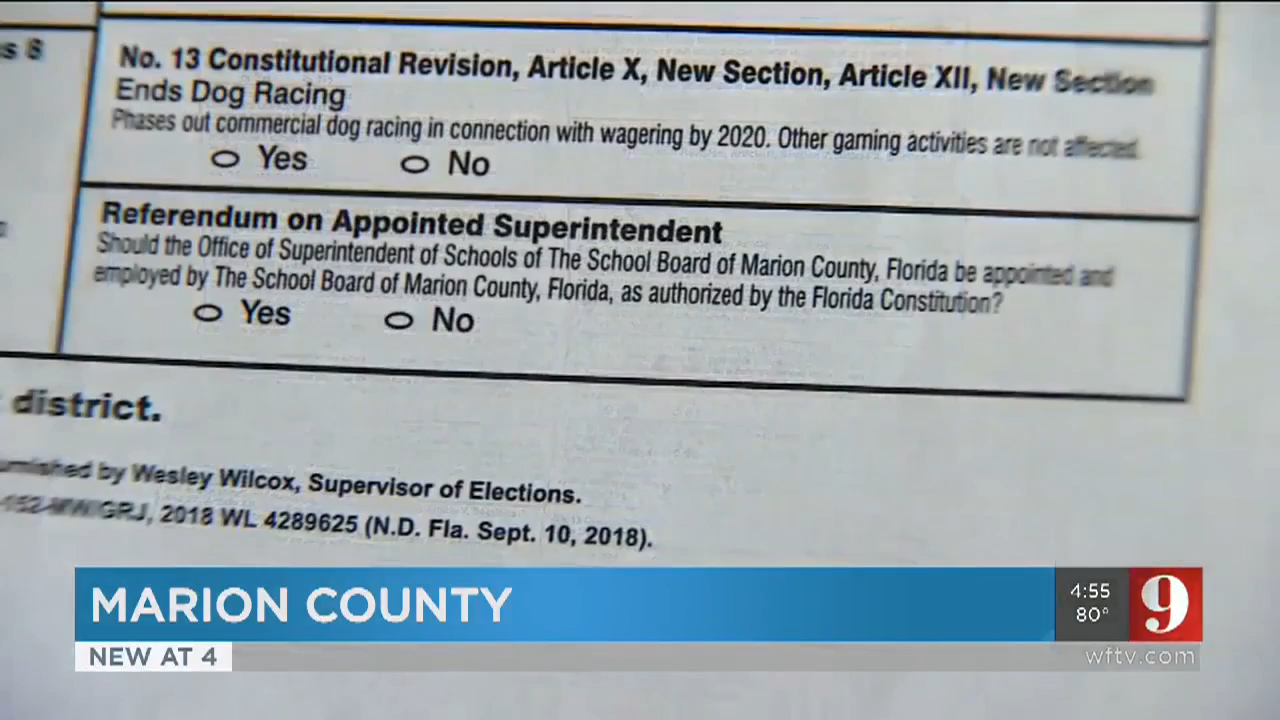 s 8
No. 13 Constitutional Revision, Article X, New Section, Article XII, New Section
Ends Dog Racing
Phases out commercial dog racing in connection with wagering by 2020. Other gaming activities are not affected.
Yes No
Referendum on Appointed Superintendent
Should the Office of Superintendent of Schools of The School Board of Marion County, Florida be appointed and
employed by The School Board of Marion County, Florida, as authorized by the Florida Constitution?
Yes No
district.
by Wesley Wilcox, Supervisor of Elections.
2018 WL 4289625 (N.D. Fla. Sept. 10, 2018).
MARION COUNTY
4:55
80°
9
NEW AT 4
wftv.com